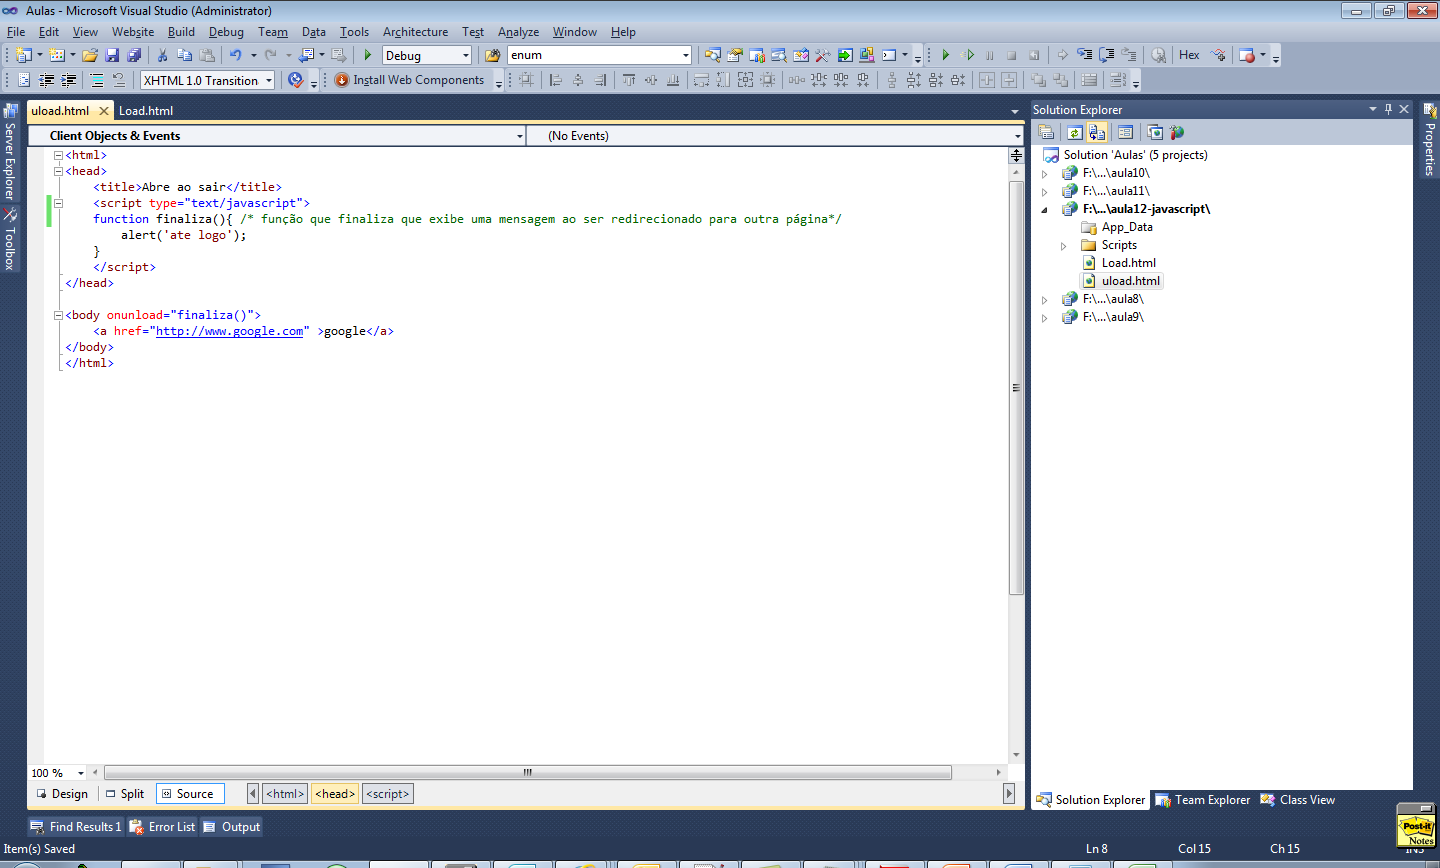 Aulas - Microsoft Visual Studio (Administrator)
File Edit View Website Build Debug Team Data Tools Architecture Test Analyze Window Help
Debug enum Hex
XHTML 1.0 Transition Install Web Components
Server Explorer
Toolbox
uload.html Load.html
Client Objects & Events (No Events)
<html>
<head>
<title>Abre ao sair</title>
<script type="text/javascript">
function finaliza(){ /* função que finaliza que exibe uma mensagem ao ser redirecionado para outra página*/
alert('ate logo');
}
</script>
</head>
<body onunload="finaliza()">
<a href="http://www.google.com" >google</a>
</body>
</html>
100 %
Design Split Source <html> <head> <script>
Solution Explorer
Solution 'Aulas' (5 projects)
F:\...\aula10\
F:\...\aula11\
F:\...\aula12-javascript\
App_Data
Scripts
Load.html
uload.html
F:\...\aula8\
F:\...\aula9\
Solution Explorer Team Explorer Class View
Properties
Find Results 1 Error List Output
Item(s) Saved Ln 8 Col 15 Ch 15
Post-it
Notes